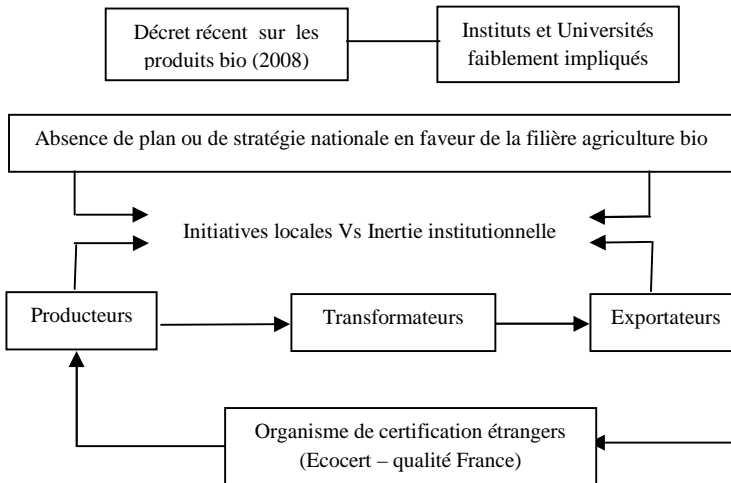 Décret récent sur les
produits bio (2008)
Instituts et Universités
faiblement impliqués
Absence de plan ou de stratégie nationale en faveur de la filière agriculture bio
Initiatives locales Vs Inertie institutionnelle
Producteurs
Transformateurs
Exportateurs
Organisme de certification étrangers
(Ecocert – qualité France)